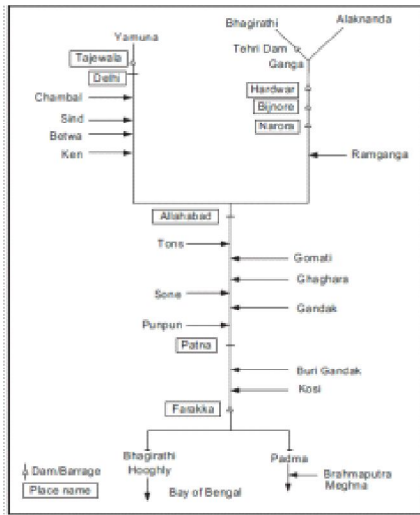 Yamuna
Bhagirathi
Alaknanda
Tehri Dam
Ganga
Tajewala
Delhi
Hardwar
Bijnore
Narora
Chambal
Sind
Betwa
Ken
Ramganga
Allahabad
Tons
Gomati
Ghaghara
Sone
Gandak
Punpun
Patna
Buri Gandak
Kosi
Farakka
Bhagirathi
Hooghly
Padma
Brahmaputra
Meghna
Bay of Bengal
Dam/Barrage
Place name